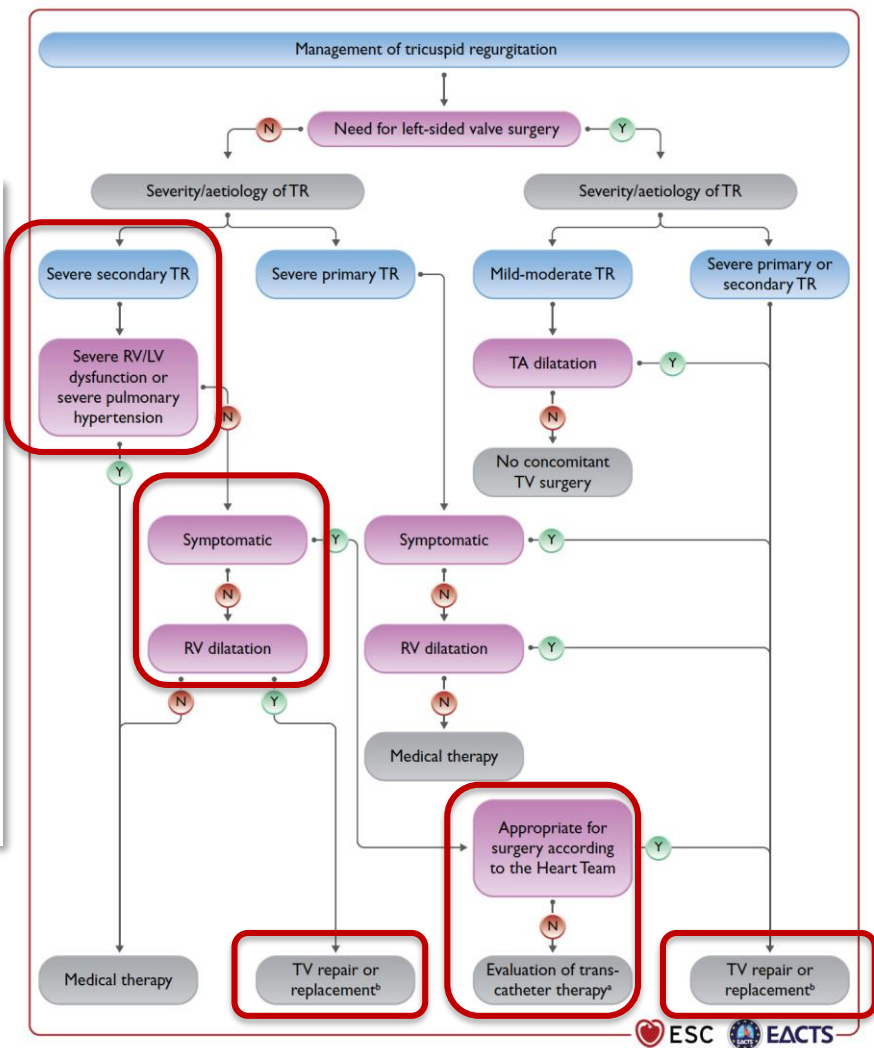 Management of tricuspid regurgitation
N
Need for left-sided valve surgery
Y
Severity/aetiology of TR
Severity/aetiology of TR
Severe secondary TR
Severe primary TR
Mild-moderate TR
Severe primary or
secondary TR
Severe RV/LV
dysfunction or
severe pulmonary
hypertension
TA dilatation
Y
N
N
Y
No concomitant
TV surgery
Symptomatic
Y
Symptomatic
Y
N
N
RV dilatation
RV dilatation
Y
N
Y
N
Medical therapy
Appropriate for
surgery according
to the Heart Team
Y
N
Medical therapy
TV repair or
replacementᵇ
Evaluation of trans-
catheter therapyᵃ
TV repair or
replacementᵇ
ESC
EACTS
EACTS